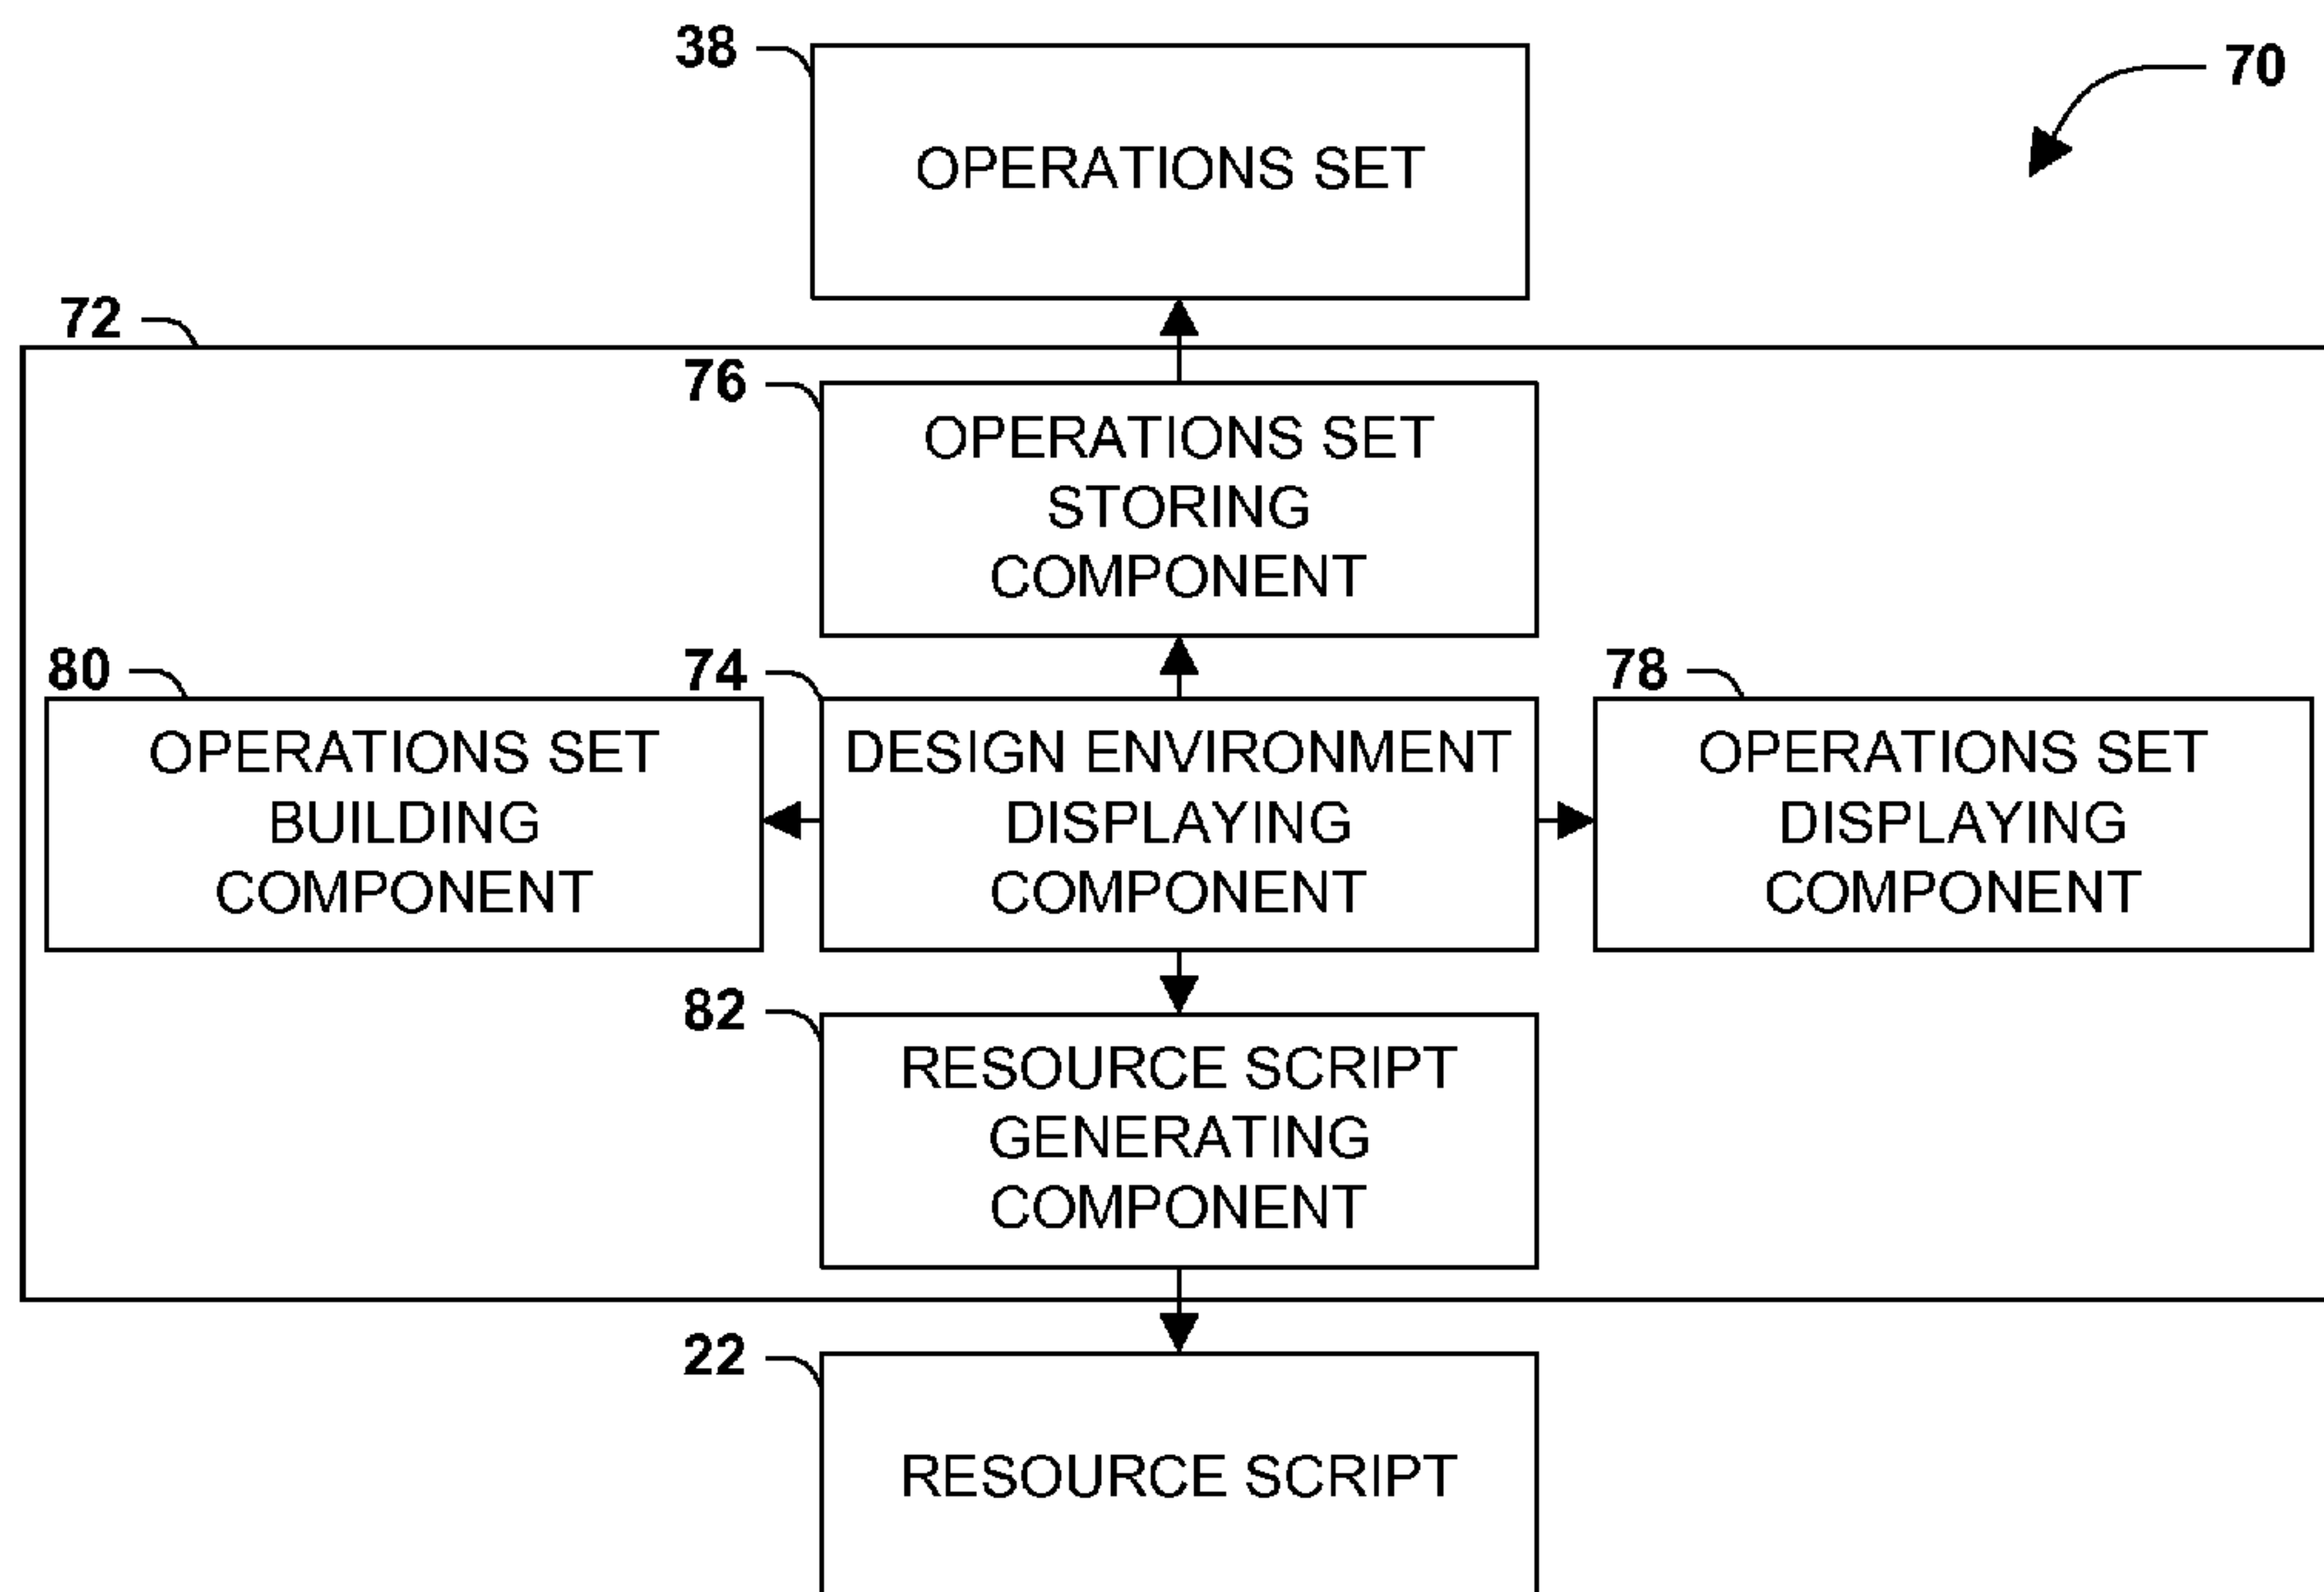 38
70
OPERATIONS SET
72
76
OPERATIONS SET
STORING
COMPONENT
80
OPERATIONS SET
BUILDING
COMPONENT
74
DESIGN ENVIRONMENT
DISPLAYING
COMPONENT
78
OPERATIONS SET
DISPLAYING
COMPONENT
82
RESOURCE SCRIPT
GENERATING
COMPONENT
22
RESOURCE SCRIPT